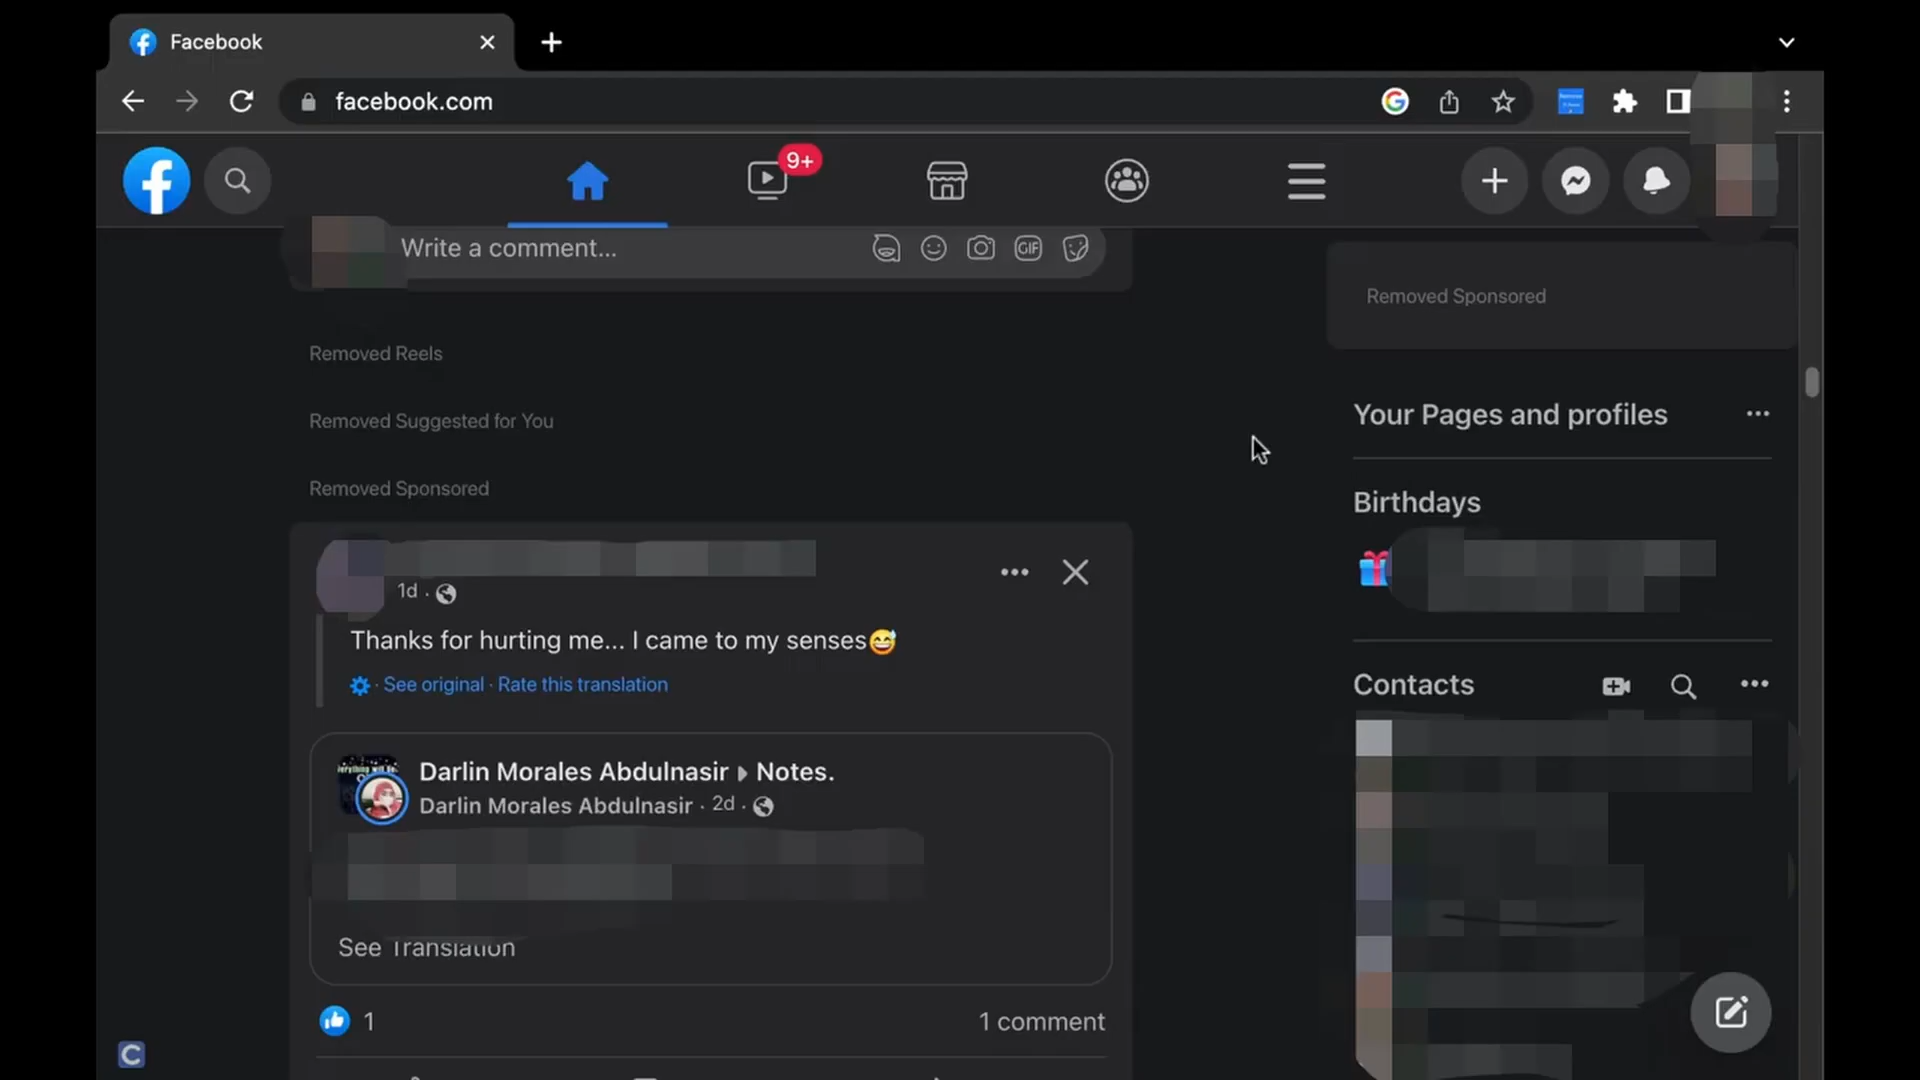 Facebook
facebook.com
9+
Write a comment...
GIF
Removed Sponsored
Removed Reels
Removed Suggested for You
Removed Sponsored
Your Pages and profiles
Birthdays
1d ·
Thanks for hurting me... I came to my senses😅
· See original · Rate this translation
Contacts
Darlin Morales Abdulnasir ▸ Notes.
Darlin Morales Abdulnasir · 2d ·
See Translation
1
1 comment
C